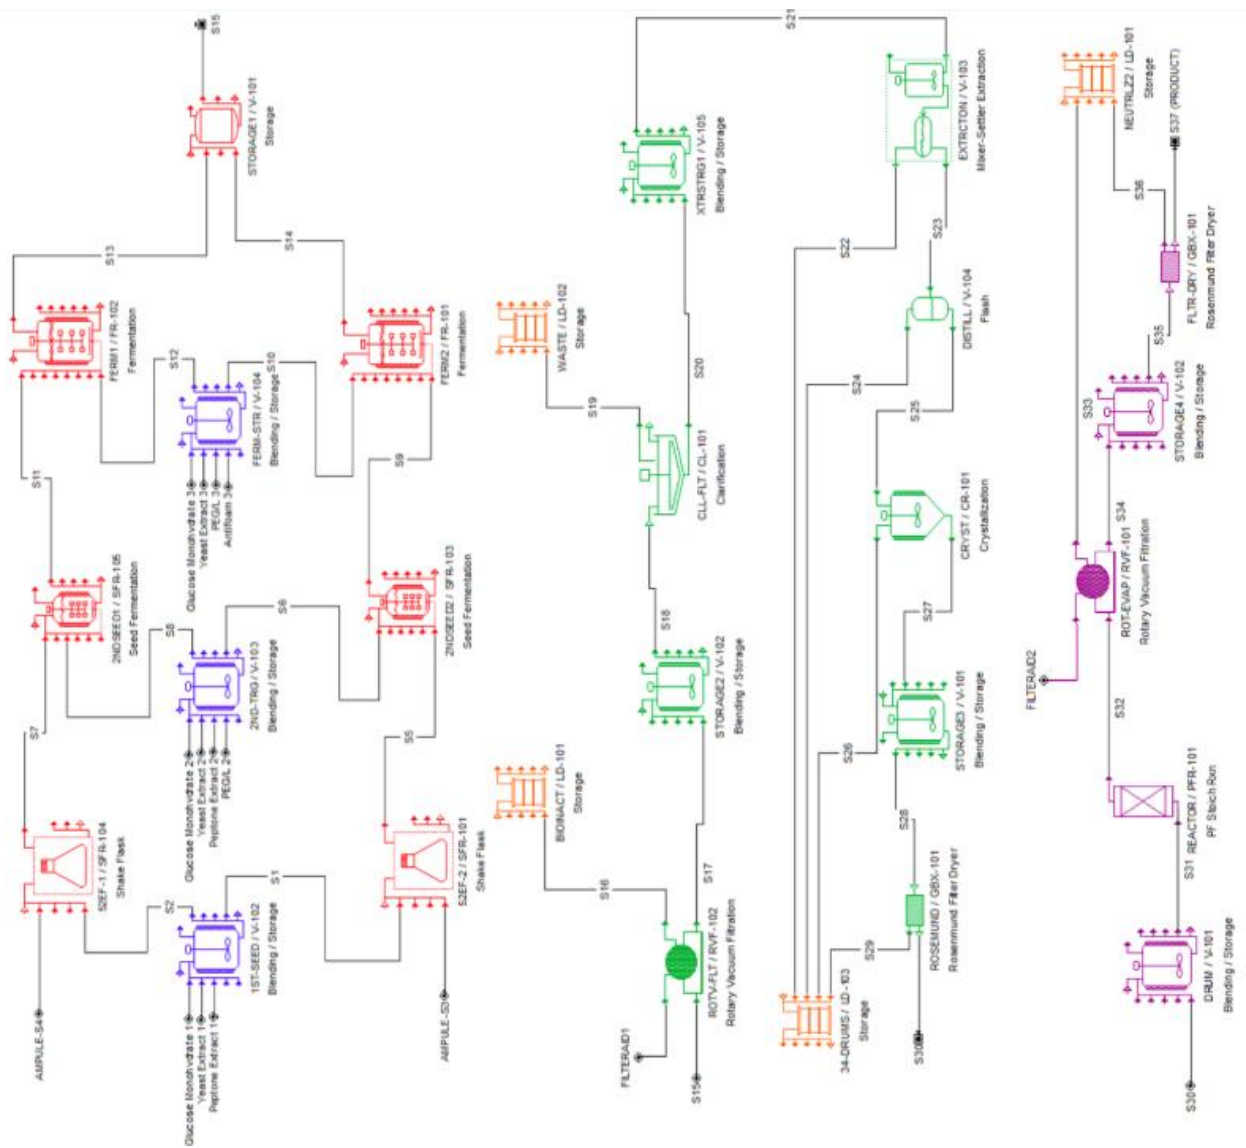 AMPULE-S4
Glucose Monohydrate 1
Yeast Extract 1
Peptone Extract 1
AMPULE-S3
S2
S1
1ST-SEED / V-102
Blending / Storage
S2EF-1 / SFR-104
Shake Flask
S2EF-2 / SFR-101
Shake Flask
S7
S5
Glucose Monohydrate 2
Yeast Extract 2
Peptone Extract 2
PEG/L 2
2ND-TRG / V-103
Blending / Storage
S8
S6
2NDSEED1 / SFR-105
Seed Fermentation
2NDSEED2 / SFR-103
Seed Fermentation
S11
S9
Glucose Monohydrate 3
Yeast Extract 3
PEG/L 3
Antifoam 3
FERM-STR / V-104
Blending / Storage
S12
S10
FERM1 / FR-102
Fermentation
FERM2 / FR-101
Fermentation
S13
S14
STORAGE1 / V-101
Storage
S15
FILTERAID1
S15
ROTV-FLT / RVF-102
Rotary Vacuum Filtration
S16
S17
BIOINACT / LD-101
Storage
STORAGE2 / V-102
Blending / Storage
S18
CLL-FLT / CL-101
Clarification
S19
WASTE / LD-102
Storage
S20
XTRSTRG1 / V-105
Blending / Storage
S21
EXTRCTON / V-103
Mixer-Settler Extraction
S22
S23
DISTILL / V-104
Flash
S24
S25
CRYST / CR-101
Crystallization
S26
S27
STORAGE3 / V-101
Blending / Storage
S28
ROSEMUND / GBX-101
Rosenmund Filter Dryer
S29
S30
34-DRUMS / LD-103
Storage
S30
DRUM / V-101
Blending / Storage
S31
REACTOR / PFR-101
PF Stoich Rxn
S32
FILTERAID2
ROT-EVAP / RVF-101
Rotary Vacuum Filtration
S33
S34
STORAGE4 / V-102
Blending / Storage
S35
FLTR-DRY / GBX-101
Rosenmund Filter Dryer
S36
S37 (PRODUCT)
NEUTRLZ2 / LD-101
Storage